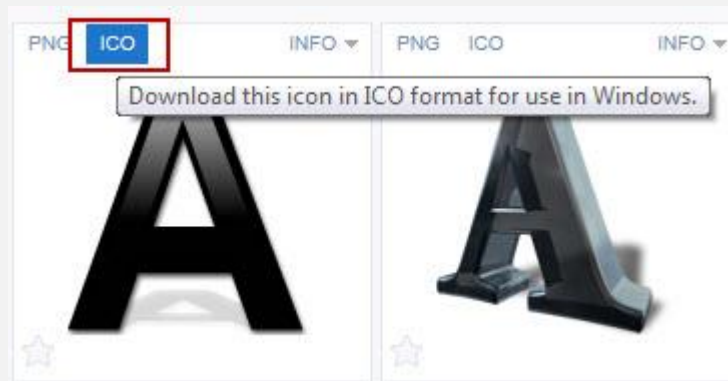 PNG ICO INFO PNG ICO INFO
Download this icon in ICO format for use in Windows.
A A